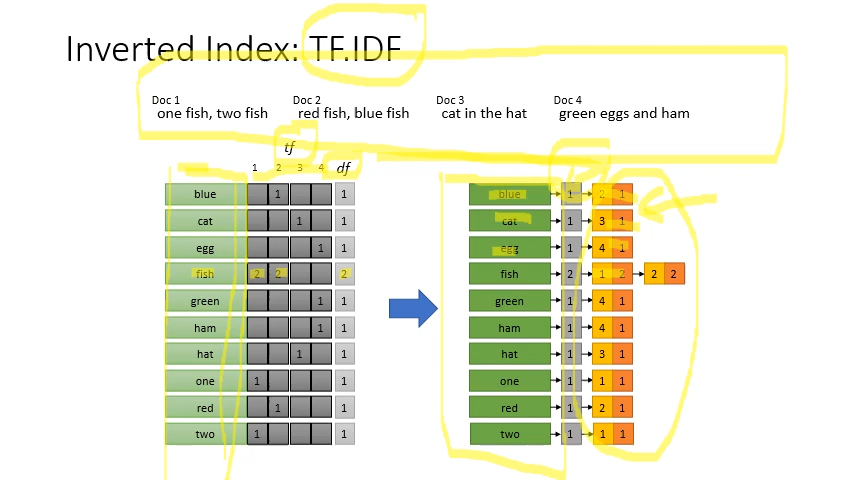 Inverted Index: TF.IDF
Doc 1 Doc 2 Doc 3 Doc 4
one fish, two fish red fish, blue fish cat in the hat green eggs and ham
tf
1 2 3 4 df
blue 1 1 blue 1 2 1
cat 1 1 cat 1 3 1
egg 1 1 egg 1 4 1
fish 2 2 2 fish 2 1 2 2 2
green 1 1 green 1 4 1
ham 1 1 ham 1 4 1
hat 1 1 hat 1 3 1
one 1 1 one 1 1 1
red 1 1 red 1 2 1
two 1 1 two 1 1 1